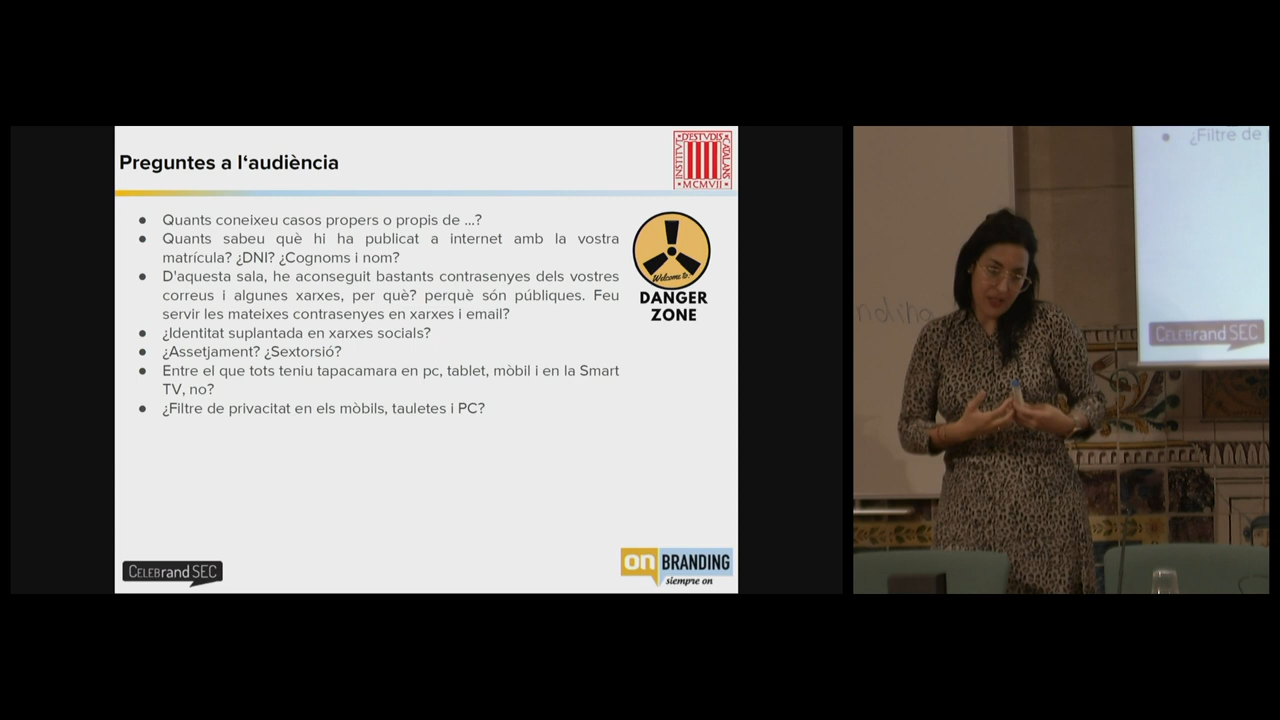 Preguntes a l‘audiència
INSTITVT D'ESTVDIS CATALANS
MCMVII
● Quants coneixeu casos propers o propis de ...?
● Quants sabeu què hi ha publicat a internet amb la vostra
matrícula? ¿DNI? ¿Cognoms i nom?
● D'aquesta sala, he aconseguit bastants contrasenyes dels vostres
correus i algunes xarxes, per què? perquè són públiques. Feu
servir les mateixes contrasenyes en xarxes i email?
● ¿Identitat suplantada en xarxes socials?
● ¿Assetjament? ¿Sextorsió?
● Entre el que tots teniu tapacamara en pc, tablet, mòbil i en la Smart
TV, no?
● ¿Filtre de privacitat en els mòbils, tauletes i PC?
Welcome to:
DANGER
ZONE
CELEBrand SEC
on BRANDING
siempre on
● ¿Filtre de
nding
CELEBrand SEC